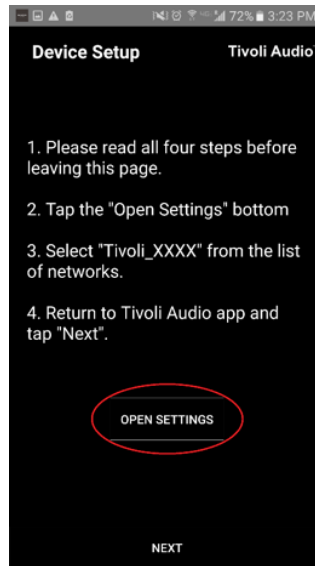 72% 3:23 PM
Device Setup Tivoli Audio
1. Please read all four steps before
leaving this page.
2. Tap the "Open Settings" bottom
3. Select "Tivoli_XXXX" from the list
of networks.
4. Return to Tivoli Audio app and
tap "Next".
OPEN SETTINGS
NEXT